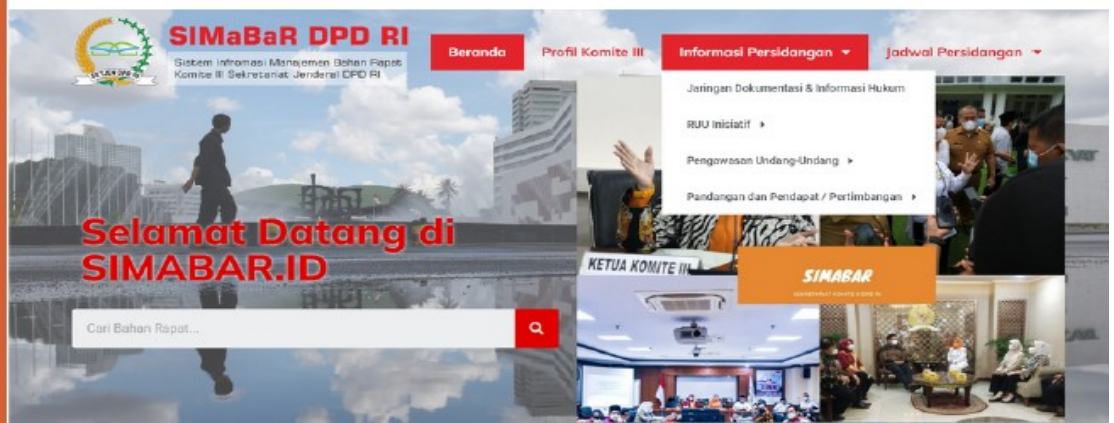 SIMaBaR DPD RI
Sistem Infromasi Manajemen Bahan Rapat
Komite III Sekretariat Jenderal DPD RI
Beranda
Profil Komite III
Informasi Persidangan
Jadwal Persidangan
Jaringan Dokumentasi & Informasi Hukum
RUU Inisiatif
Pengawasan Undang-Undang
Pandangan dan Pendapat / Pertimbangan
Selamat Datang di
SIMABAR.ID
Cari Bahan Rapat...
KETUA KOMITE III
SIMABAR